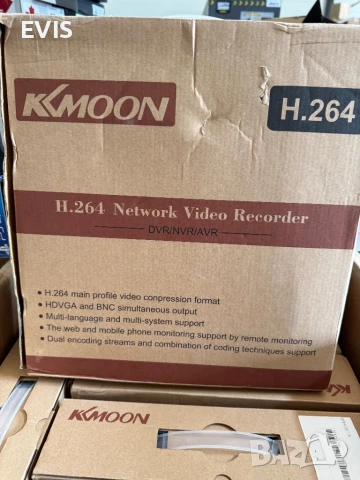 EVIS
KKMOON
H.264
H.264 Network Video Recorder
DVR/NVR/AVR
• H.264 main profile video conpression format
• HDVGA and BNC simultaneous output
• Multi-language and multi-system support
• The web and mobile phone monitoring support by remote monitoring
• Dual encoding streams and combination of coding techniques support
KKMOON
bazar